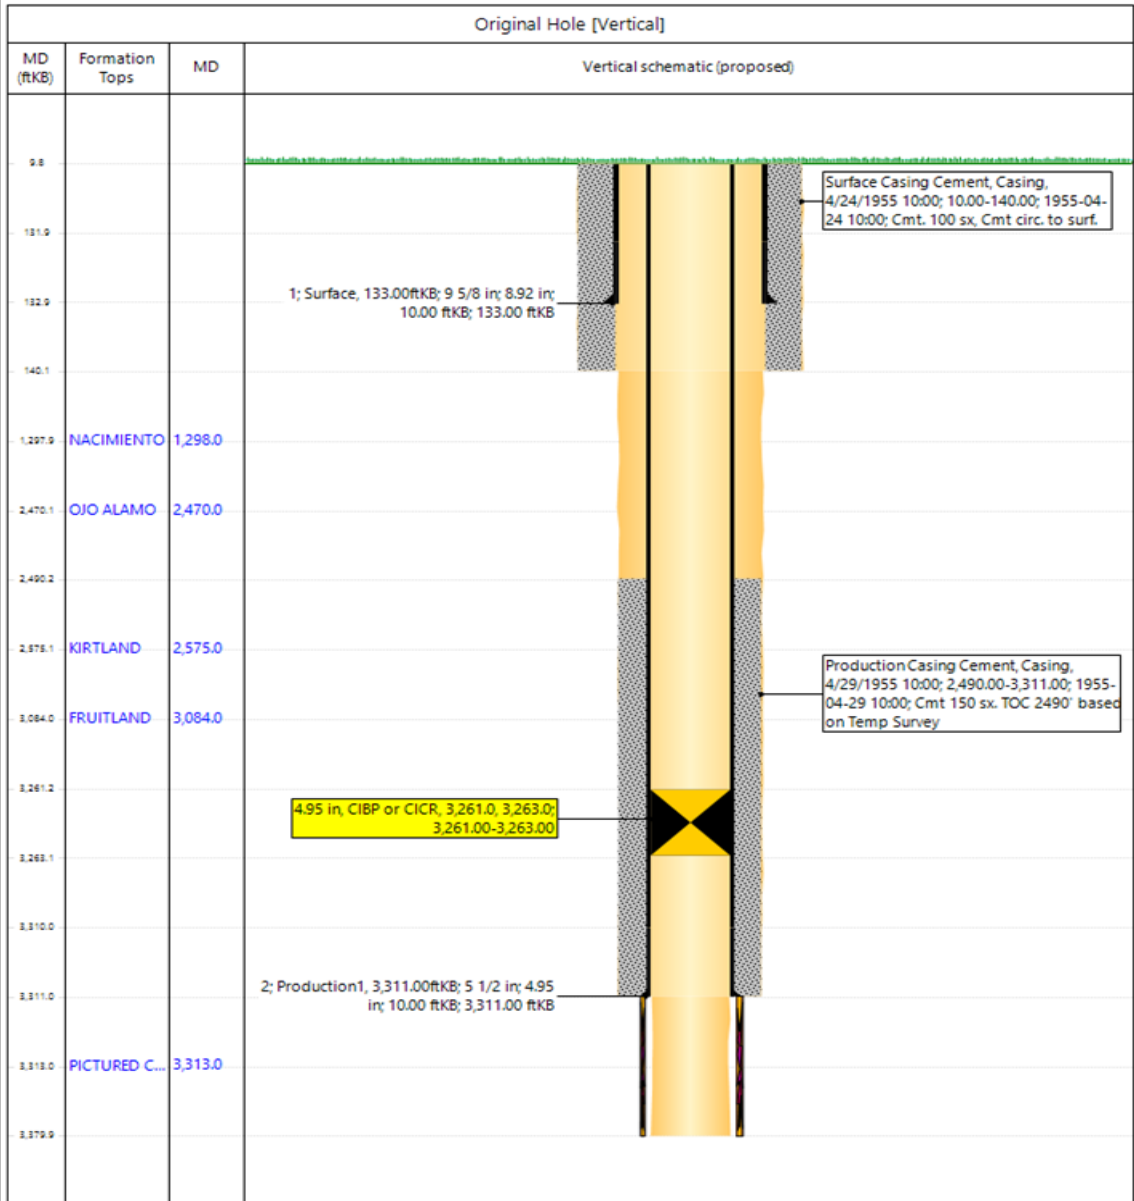 Original Hole [Vertical]
MD
(ftKB)
Formation
Tops
MD
Vertical schematic (proposed)
9.8
Surface Casing Cement, Casing,
4/24/1955 10:00; 10.00-140.00; 1955-04-
24 10:00; Cmt. 100 sx, Cmt circ. to surf.
131.9
1; Surface, 133.00ftKB; 9 5/8 in; 8.92 in;
10.00 ftKB; 133.00 ftKB
132.9
140.1
1,297.9 NACIMIENTO 1,298.0
2,470.1 OJO ALAMO 2,470.0
2,490.2
2,575.1 KIRTLAND 2,575.0
Production Casing Cement, Casing,
4/29/1955 10:00; 2,490.00-3,311.00; 1955-
04-29 10:00; Cmt 150 sx. TOC 2490' based
on Temp Survey
3,084.0 FRUITLAND 3,084.0
3,261.2
4.95 in, CIBP or CICR, 3,261.0, 3,263.0;
3,261.00-3,263.00
3,263.1
3,310.0
2; Production1, 3,311.00ftKB; 5 1/2 in; 4.95
in; 10.00 ftKB; 3,311.00 ftKB
3,311.0
3,313.0 PICTURED C... 3,313.0
3,379.9